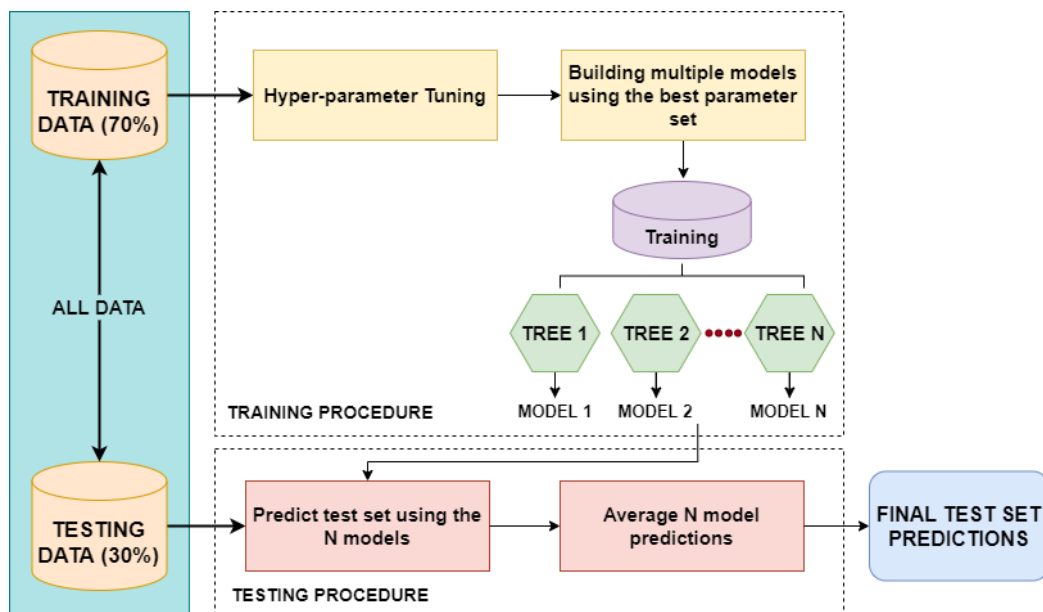 TRAINING
DATA (70%)
Hyper-parameter Tuning
Building multiple models
using the best parameter
set
Training
ALL DATA
TREE 1
TREE 2
TREE N
MODEL 1
MODEL 2
MODEL N
TRAINING PROCEDURE
TESTING
DATA (30%)
Predict test set using the
N models
Average N model
predictions
FINAL TEST SET
PREDICTIONS
TESTING PROCEDURE